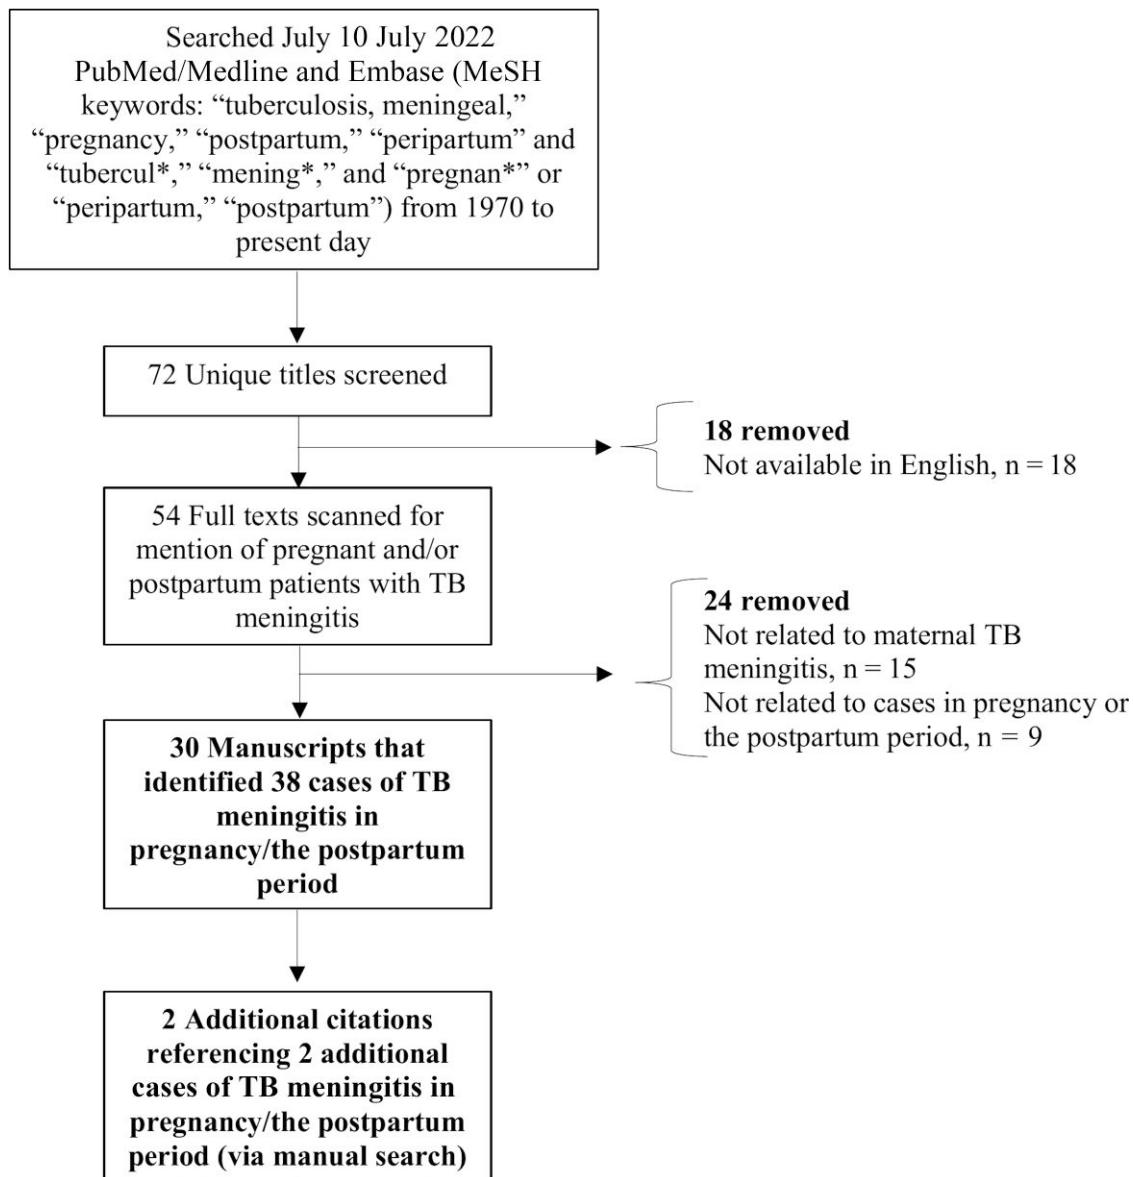 Searched July 10 July 2022
PubMed/Medline and Embase (MeSH
keywords: “tuberculosis, meningeal,”
“pregnancy,” “postpartum,” “peripartum” and
“tubercul*,” “mening*,” and “pregnan*” or
“peripartum,” “postpartum”) from 1970 to
present day
72 Unique titles screened
18 removed
Not available in English, n = 18
54 Full texts scanned for
mention of pregnant and/or
postpartum patients with TB
meningitis
24 removed
Not related to maternal TB
meningitis, n = 15
Not related to cases in pregnancy or
the postpartum period, n = 9
30 Manuscripts that
identified 38 cases of TB
meningitis in
pregnancy/the postpartum
period
2 Additional citations
referencing 2 additional
cases of TB meningitis in
pregnancy/the postpartum
period (via manual search)